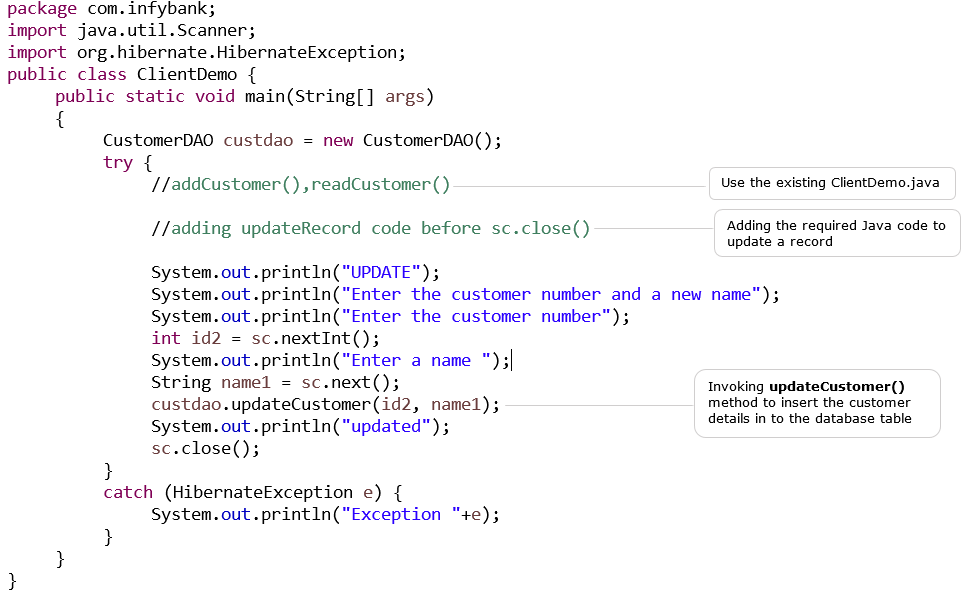 package com.infybank;
import java.util.Scanner;
import org.hibernate.HibernateException;
public class ClientDemo {
public static void main(String[] args)
{
CustomerDAO custdao = new CustomerDAO();
try {
//addCustomer(),readCustomer()
Use the existing ClientDemo.java
//adding updateRecord code before sc.close()
Adding the required Java code to
update a record
System.out.println("UPDATE");
System.out.println("Enter the customer number and a new name");
System.out.println("Enter the customer number");
int id2 = sc.nextInt();
System.out.println("Enter a name ");
String name1 = sc.next();
custdao.updateCustomer(id2, name1);
Invoking updateCustomer()
method to insert the customer
details in to the database table
System.out.println("updated");
sc.close();
}
catch (HibernateException e) {
System.out.println("Exception "+e);
}
}
}